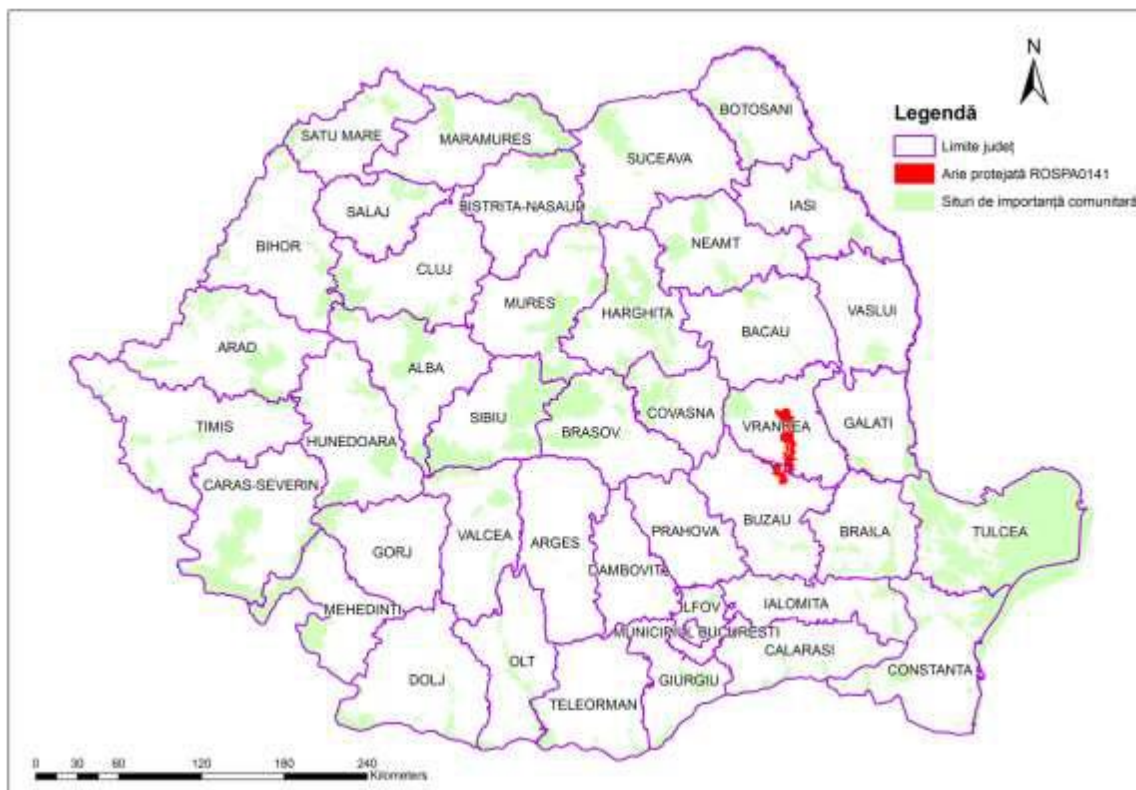 N
BOTOSANI
Legendă
SATU MARE
MARAMURES
SUCEAVA
Limite județ
Arie protejată ROSPA0141
Situri de importanță comunitară
SALAJ
BISTRITA-NASAUD
IASI
BIHOR
NEAMT
CLUJ
MURES
HARGHITA
VASLUI
BACAU
ARAD
ALBA
SIBIU
COVASNA
VRANCEA
GALATI
TIMIS
HUNEDOARA
BRASOV
CARAS-SEVERIN
BUZAU
VALCEA
ARGES
PRAHOVA
BRAILA
TULCEA
GORJ
DAMBOVITA
MEHEDINTI
ILFOV
IALOMITA
MUNICIPIUL BUCURESTI
CALARASI
OLT
CONSTANTA
DOLJ
GIURGIU
TELEORMAN
0 30 60 120 180 240
Kilometers